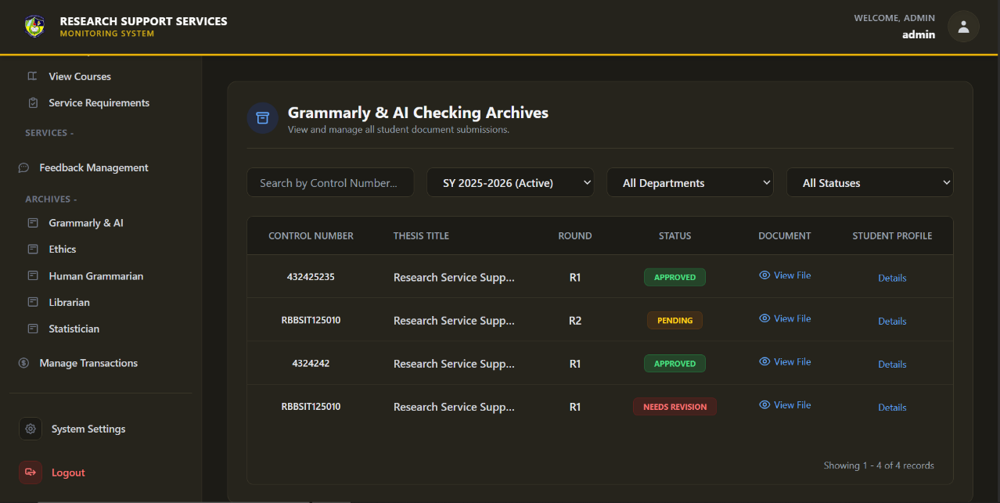 RESEARCH SUPPORT SERVICES
MONITORING SYSTEM
WELCOME, ADMIN
admin
View Courses
Service Requirements
SERVICES -
Feedback Management
ARCHIVES -
Grammarly & AI
Ethics
Human Grammarian
Librarian
Statistician
Manage Transactions
System Settings
Logout
Grammarly & AI Checking Archives
View and manage all student document submissions.
Search by Control Number... SY 2025-2026 (Active) All Departments All Statuses
CONTROL NUMBER THESIS TITLE ROUND STATUS DOCUMENT STUDENT PROFILE
432425235 Research Service Supp... R1 APPROVED View File Details
RBBSIT125010 Research Service Supp... R2 PENDING View File Details
4324242 Research Service Supp... R1 APPROVED View File Details
RBBSIT125010 Research Service Supp... R1 NEEDS REVISION View File Details
Showing 1 - 4 of 4 records